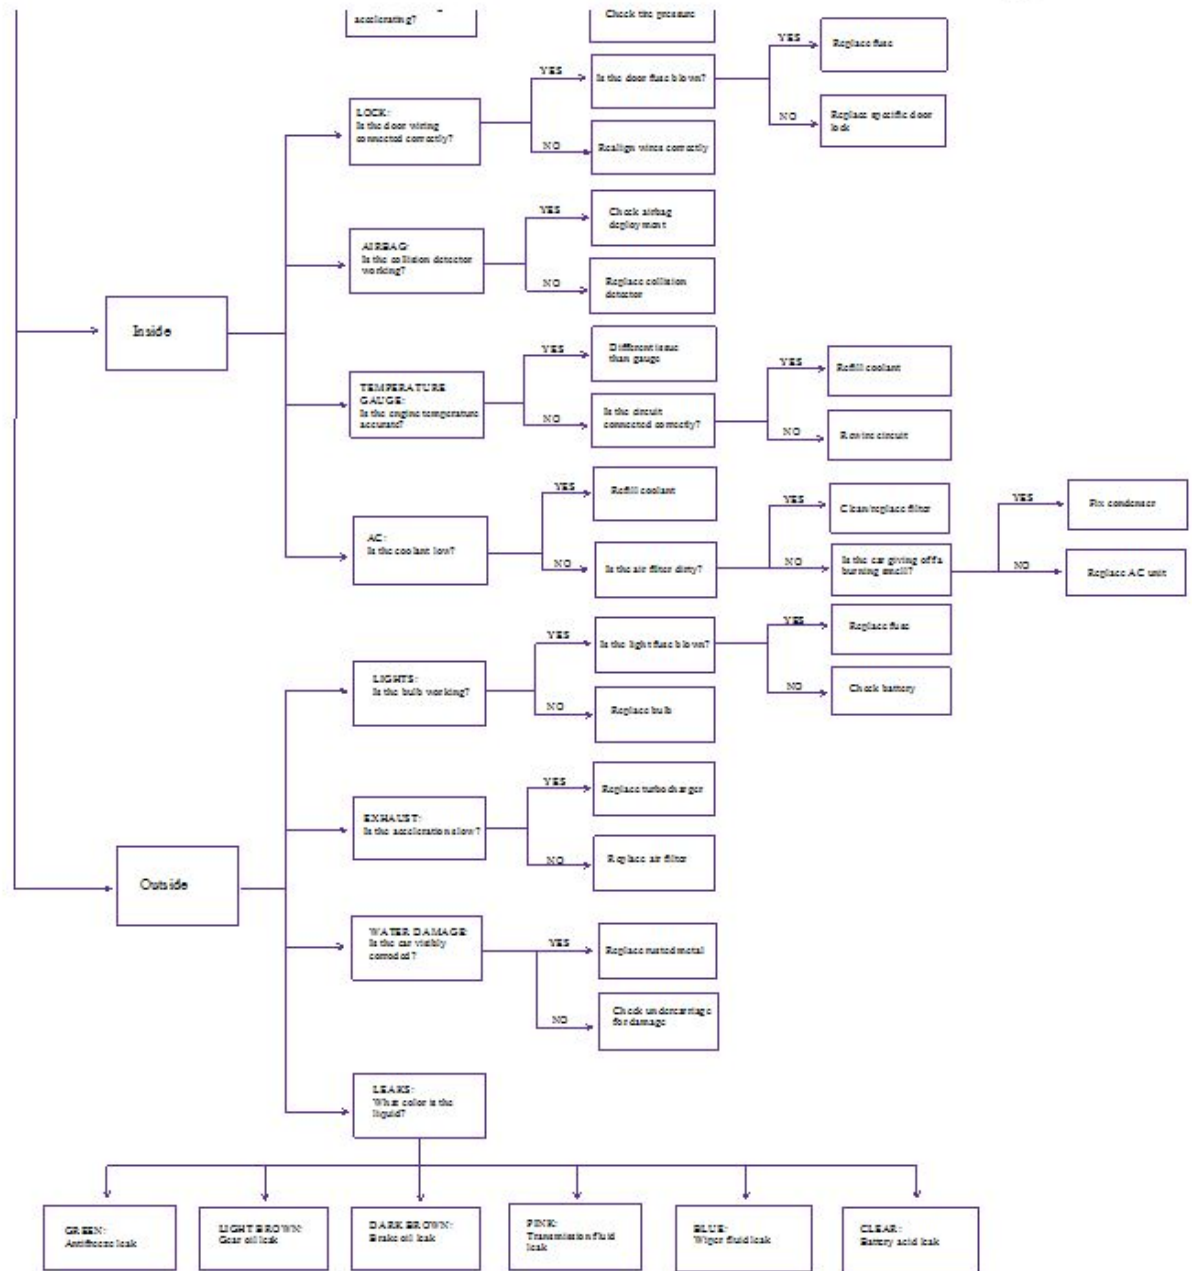 accelerating?
Check tire pressure
YES
Replace fuse
YES
Is the door fuse blown?
LOCK:
Is the door wiring
connected correctly?
NO
Replace specific door
lock
NO
Realign wires correctly
YES
Check airbag
deployment
AIRBAG:
Is the collision detector
working?
NO
Replace collision
detector
Inside
YES
Different issue
than gauge
YES
Refill coolant
TEMPERATURE
GAUGE:
Is the engine temperature
accurate?
NO
Is the circuit
connected correctly?
NO
Rewire circuit
YES
Refill coolant
YES
Clean/replace filter
YES
Fix condenser
AC:
Is the coolant low?
NO
Is the air filter dirty?
NO
Is the car giving off a
burning smell?
NO
Replace AC unit
YES
Is the light fuse blown?
YES
Replace fuse
LIGHTS:
Is the bulb working?
NO
Replace bulb
NO
Check battery
YES
Replace turbocharger
EXHAUST:
Is the acceleration slow?
NO
Replace air filter
Outside
WATER DAMAGE:
Is the car visibly
corroded?
YES
Replace rusted metal
NO
Check undercarriage
for damage
LEAKS:
What color is the
liquid?
GREEN:
Antifreeze leak
LIGHT BROWN:
Gear oil leak
DARK BROWN:
Brake oil leak
PINK:
Transmission fluid
leak
BLUE:
Wiper fluid leak
CLEAR:
Battery acid leak